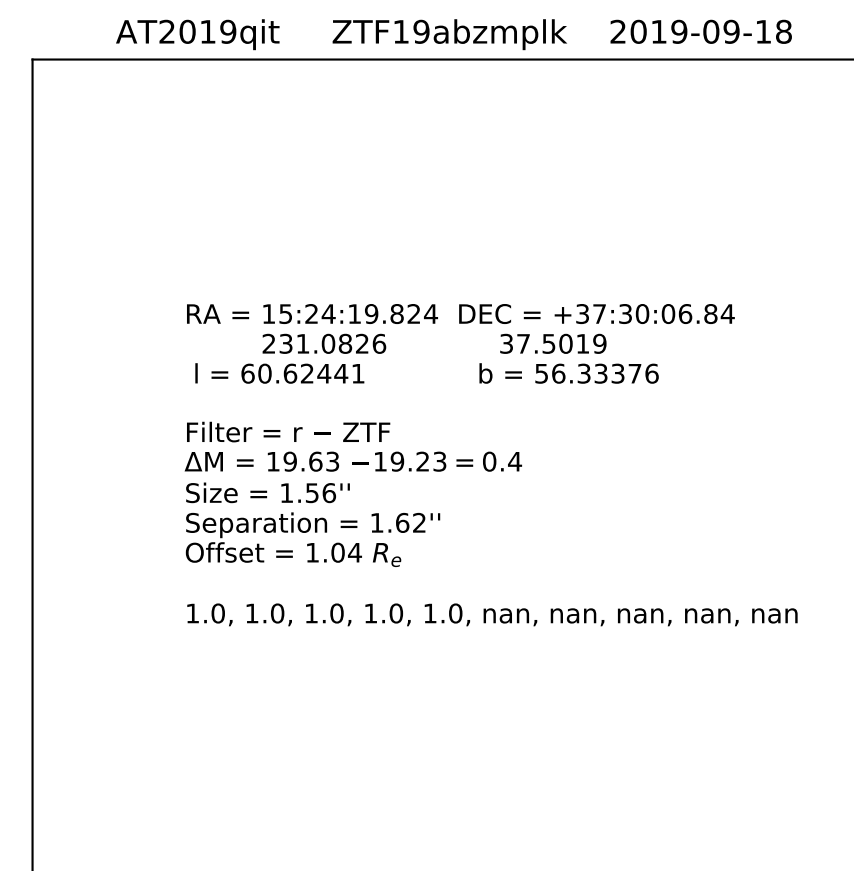 AT2019qit ZTF19abzmplk 2019-09-18
RA = 15:24:19.824 DEC = +37:30:06.84
231.0826 37.5019
l = 60.62441 b = 56.33376
Filter = r − ZTF
ΔM = 19.63 −19.23 = 0.4
Size = 1.56''
Separation = 1.62''
Offset = 1.04 Rₑ
1.0, 1.0, 1.0, 1.0, 1.0, nan, nan, nan, nan, nan